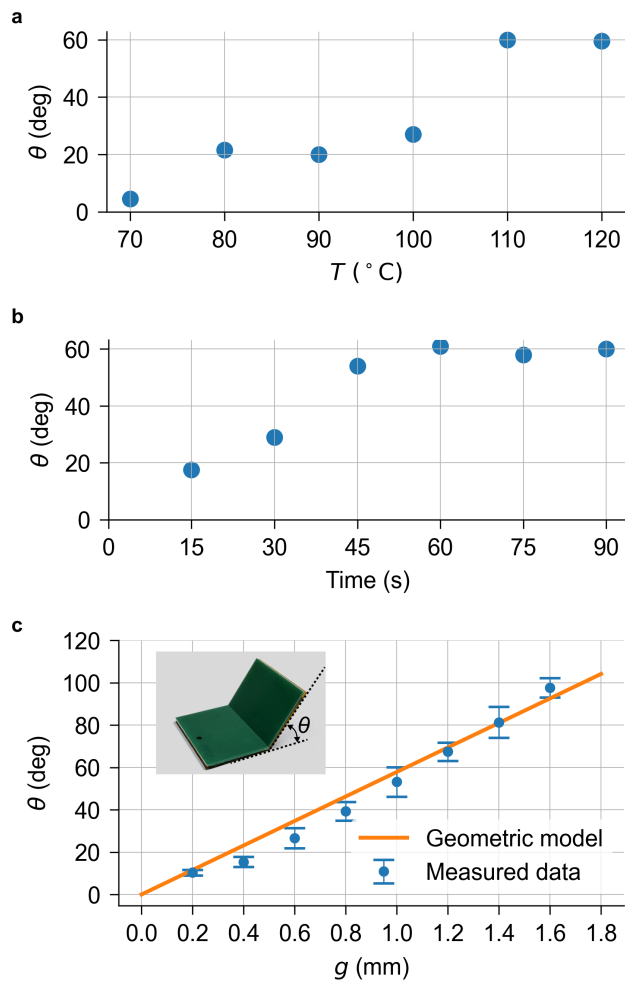 a
60
40
20
0
θ (deg)
70 80 90 100 110 120
T (°C)
b
60
40
20
0
θ (deg)
0 15 30 45 60 75 90
Time (s)
c
120
100
80
60
40
20
0
θ (deg)
θ
Geometric model
Measured data
0.0 0.2 0.4 0.6 0.8 1.0 1.2 1.4 1.6 1.8
g (mm)